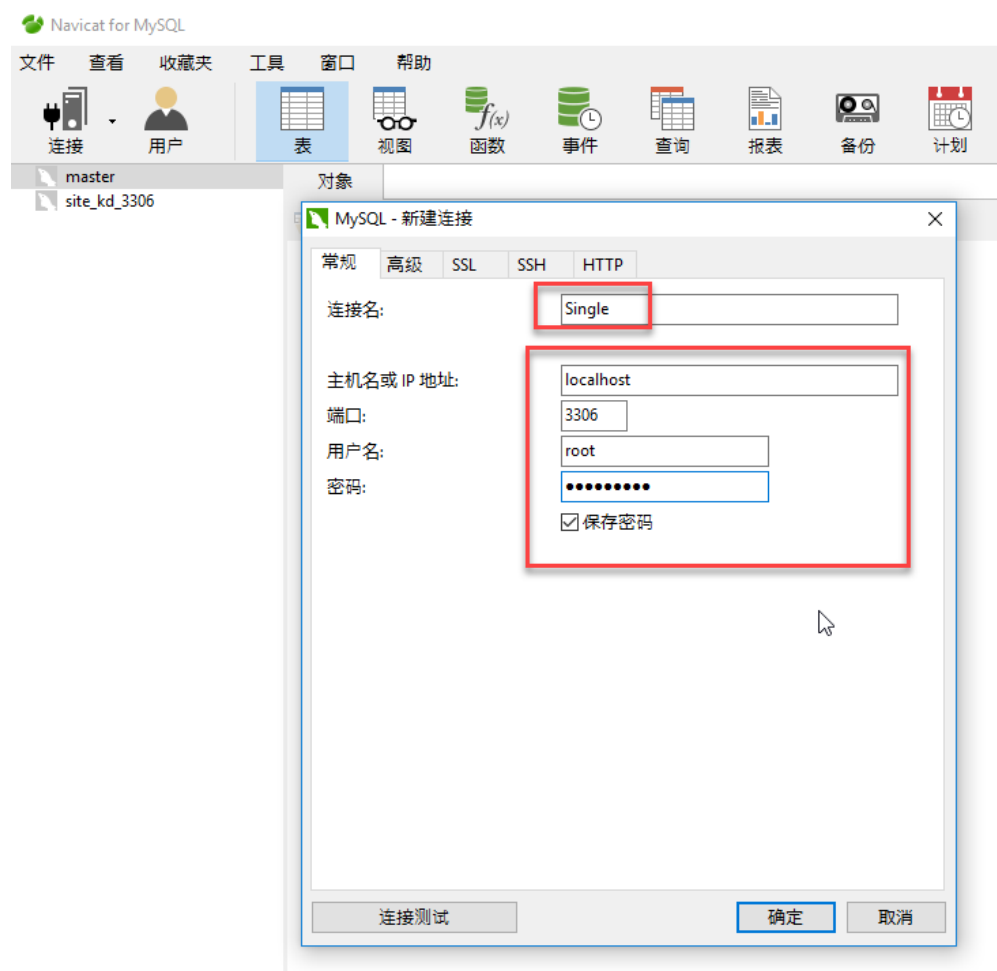 Navicat for MySQL
文件 查看 收藏夹 工具 窗口 帮助
f(x)
连接 用户 表 视图 函数 事件 查询 报表 备份 计划
master
site_kd_3306
对象
MySQL - 新建连接
常规 高级 SSL SSH HTTP
连接名: Single
主机名或 IP 地址: localhost
端口: 3306
用户名: root
密码: •••••••••
保存密码
连接测试 确定 取消